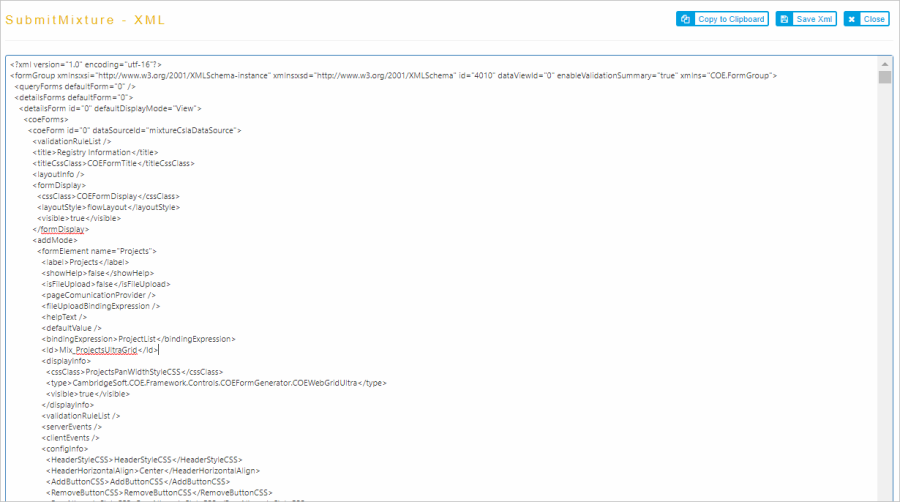 SubmitMixture - XML
Copy to Clipboard
Save Xml
Close
<?xml version="1.0" encoding="utf-16"?>
<formGroup xmlns:xsi="http://www.w3.org/2001/XMLSchema-instance" xmlns:xsd="http://www.w3.org/2001/XMLSchema" id="4010" dataViewId="0" enableValidationSummary="true" xmlns="COE.FormGroup">
<queryForms defaultForm="0" />
<detailsForms defaultForm="0">
<detailsForm id="0" defaultDisplayMode="View">
<coeForms>
<coeForm id="0" dataSourceId="mixtureCslaDataSource">
<validationRuleList />
<title>Registry Information</title>
<titleCssClass>COEFormTitle</titleCssClass>
<layoutInfo />
<formDisplay>
<cssClass>COEFormDisplay</cssClass>
<layoutStyle>flowLayout</layoutStyle>
<visible>true</visible>
</formDisplay>
<addMode>
<formElement name="Projects">
<label>Projects</label>
<showHelp>false</showHelp>
<isFileUpload>false</isFileUpload>
<pageComunicationProvider />
<fileUploadBindingExpression />
<helpText />
<defaultValue />
<bindingExpression>ProjectList</bindingExpression>
<Id>Mix_ProjectsUltraGrid</Id>
<displayInfo>
<cssClass>ProjectsPanWidthStyleCSS</cssClass>
<type>CambridgeSoft.COE.Framework.Controls.COEFormGenerator.COEWebGridUltra</type>
<visible>true</visible>
</displayInfo>
<validationRuleList />
<serverEvents />
<clientEvents />
<configInfo>
<HeaderStyleCSS>HeaderStyleCSS</HeaderStyleCSS>
<HeaderHorizontalAlign>Center</HeaderHorizontalAlign>
<AddButtonCSS>AddButtonCSS</AddButtonCSS>
<RemoveButtonCSS>RemoveButtonCSS</RemoveButtonCSS>